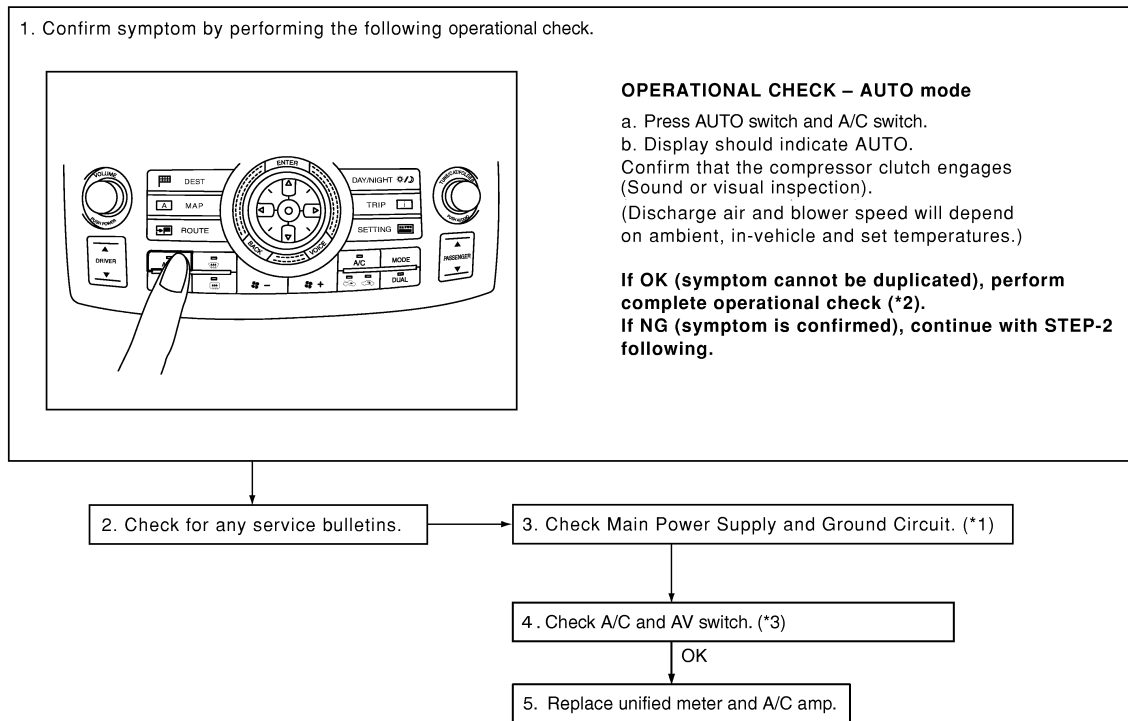 1. Confirm symptom by performing the following operational check.
VOLUME
PUSH POWER
DEST
A MAP
ROUTE
ENTER
BACK
VOICE
DAY/NIGHT
TRIP i
SETTING
DRIVER
A/C
MODE
DUAL
PASSENGER
− +
OPERATIONAL CHECK – AUTO mode
a. Press AUTO switch and A/C switch.
b. Display should indicate AUTO.
Confirm that the compressor clutch engages
(Sound or visual inspection).
(Discharge air and blower speed will depend
on ambient, in-vehicle and set temperatures.)
If OK (symptom cannot be duplicated), perform
complete operational check (*2).
If NG (symptom is confirmed), continue with STEP-2
following.
2. Check for any service bulletins.
3. Check Main Power Supply and Ground Circuit. (*1)
4 . Check A/C and AV switch. (*3)
OK
5. Replace unified meter and A/C amp.